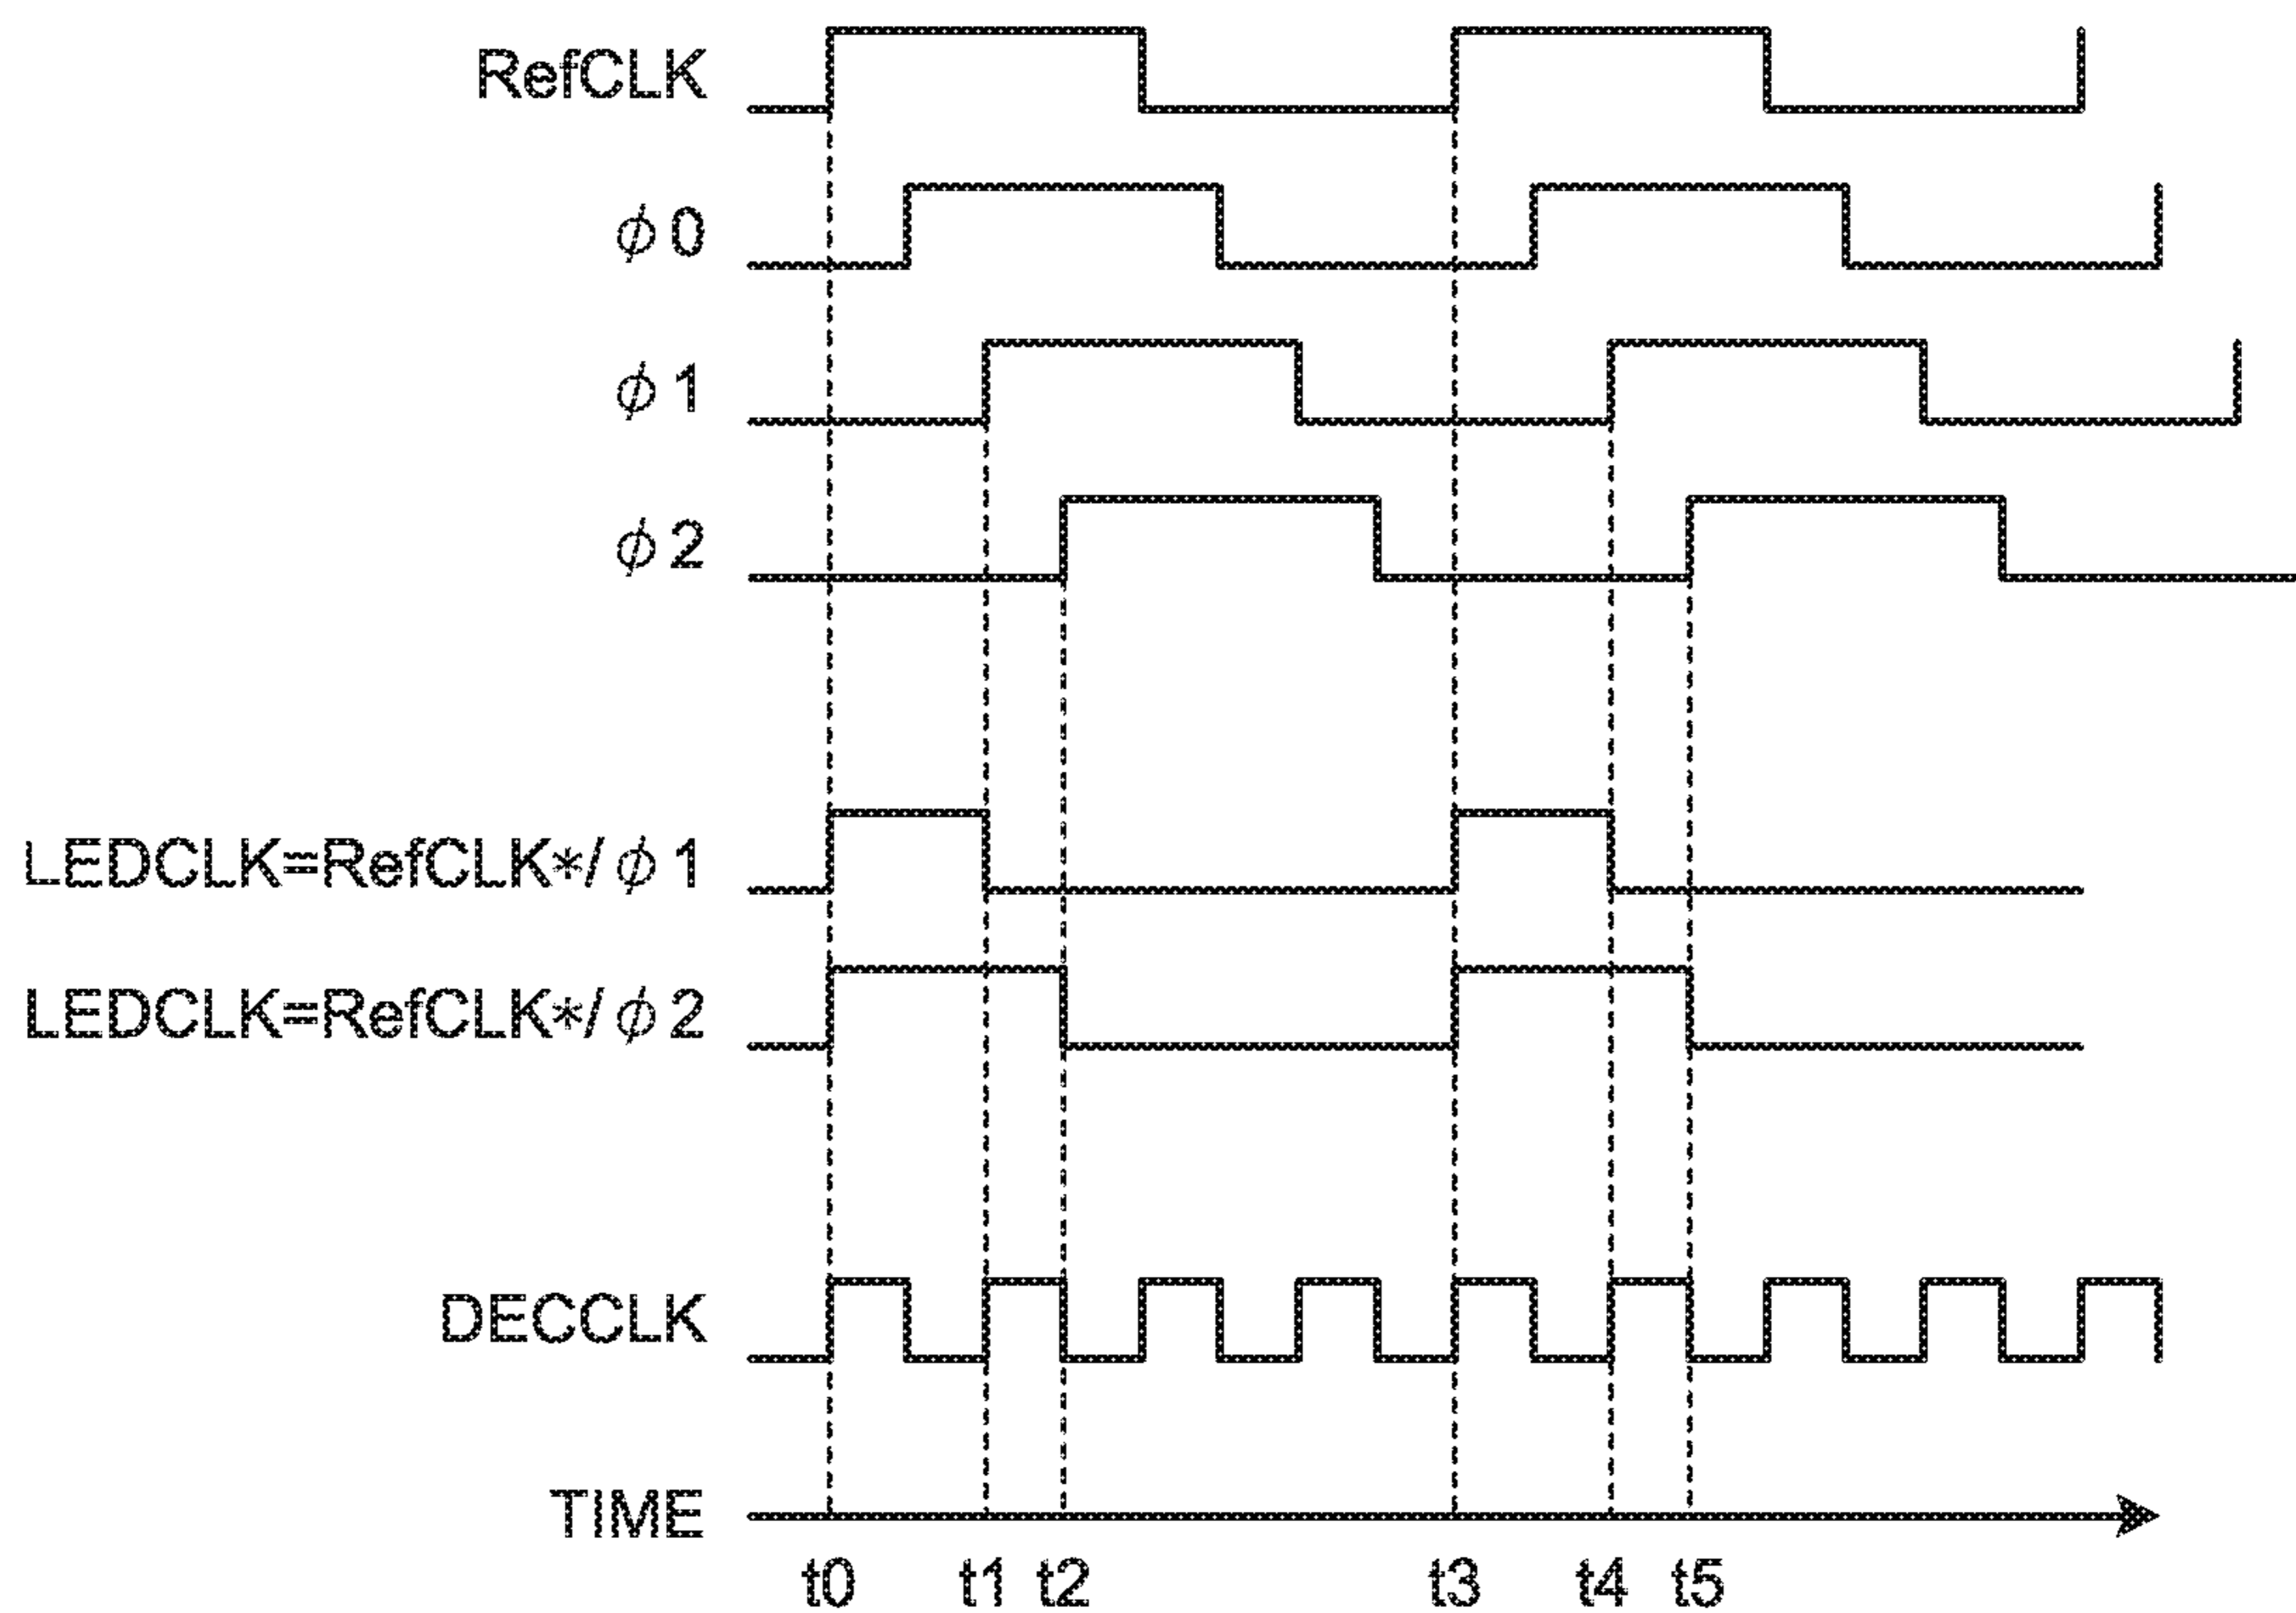 RefCLK
ϕ0
ϕ1
ϕ2
LEDCLK=RefCLK*/ϕ1
LEDCLK=RefCLK*/ϕ2
DECCLK
TIME
t0 t1 t2 t3 t4 t5